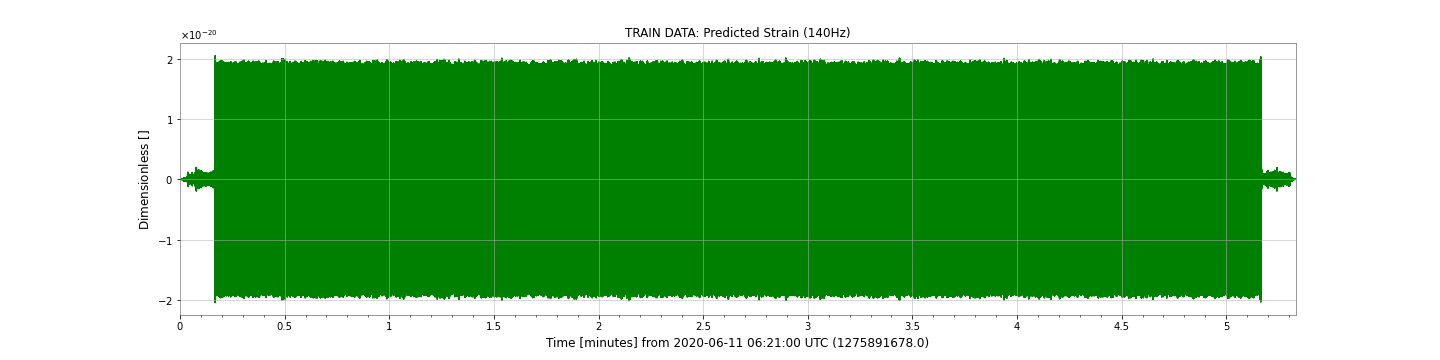 TRAIN DATA: Predicted Strain (140Hz)
×10⁻²⁰
2
1
0
−1
−2
Dimensionless []
0 0.5 1 1.5 2 2.5 3 3.5 4 4.5 5
Time [minutes] from 2020-06-11 06:21:00 UTC (1275891678.0)